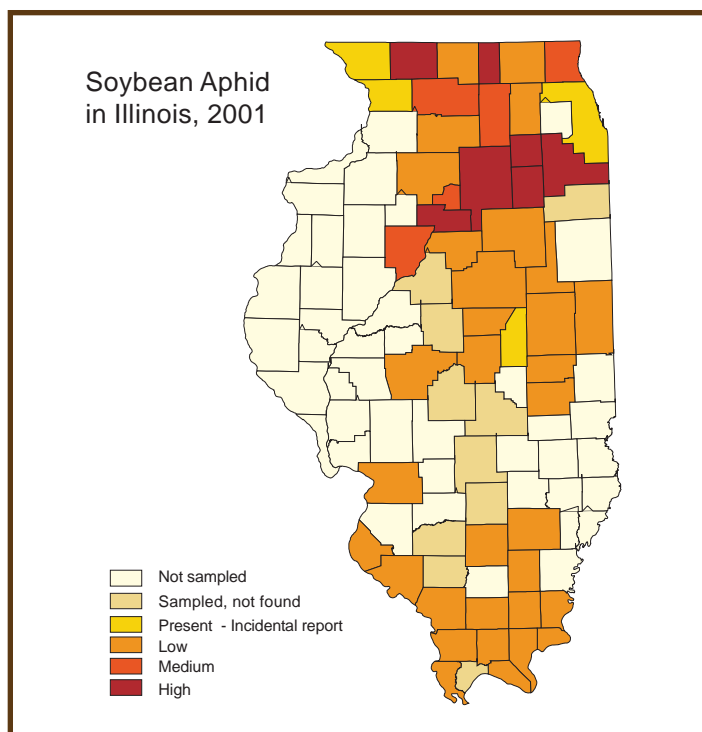 Soybean Aphid
in Illinois, 2001
Not sampled
Sampled, not found
Present - Incidental report
Low
Medium
High